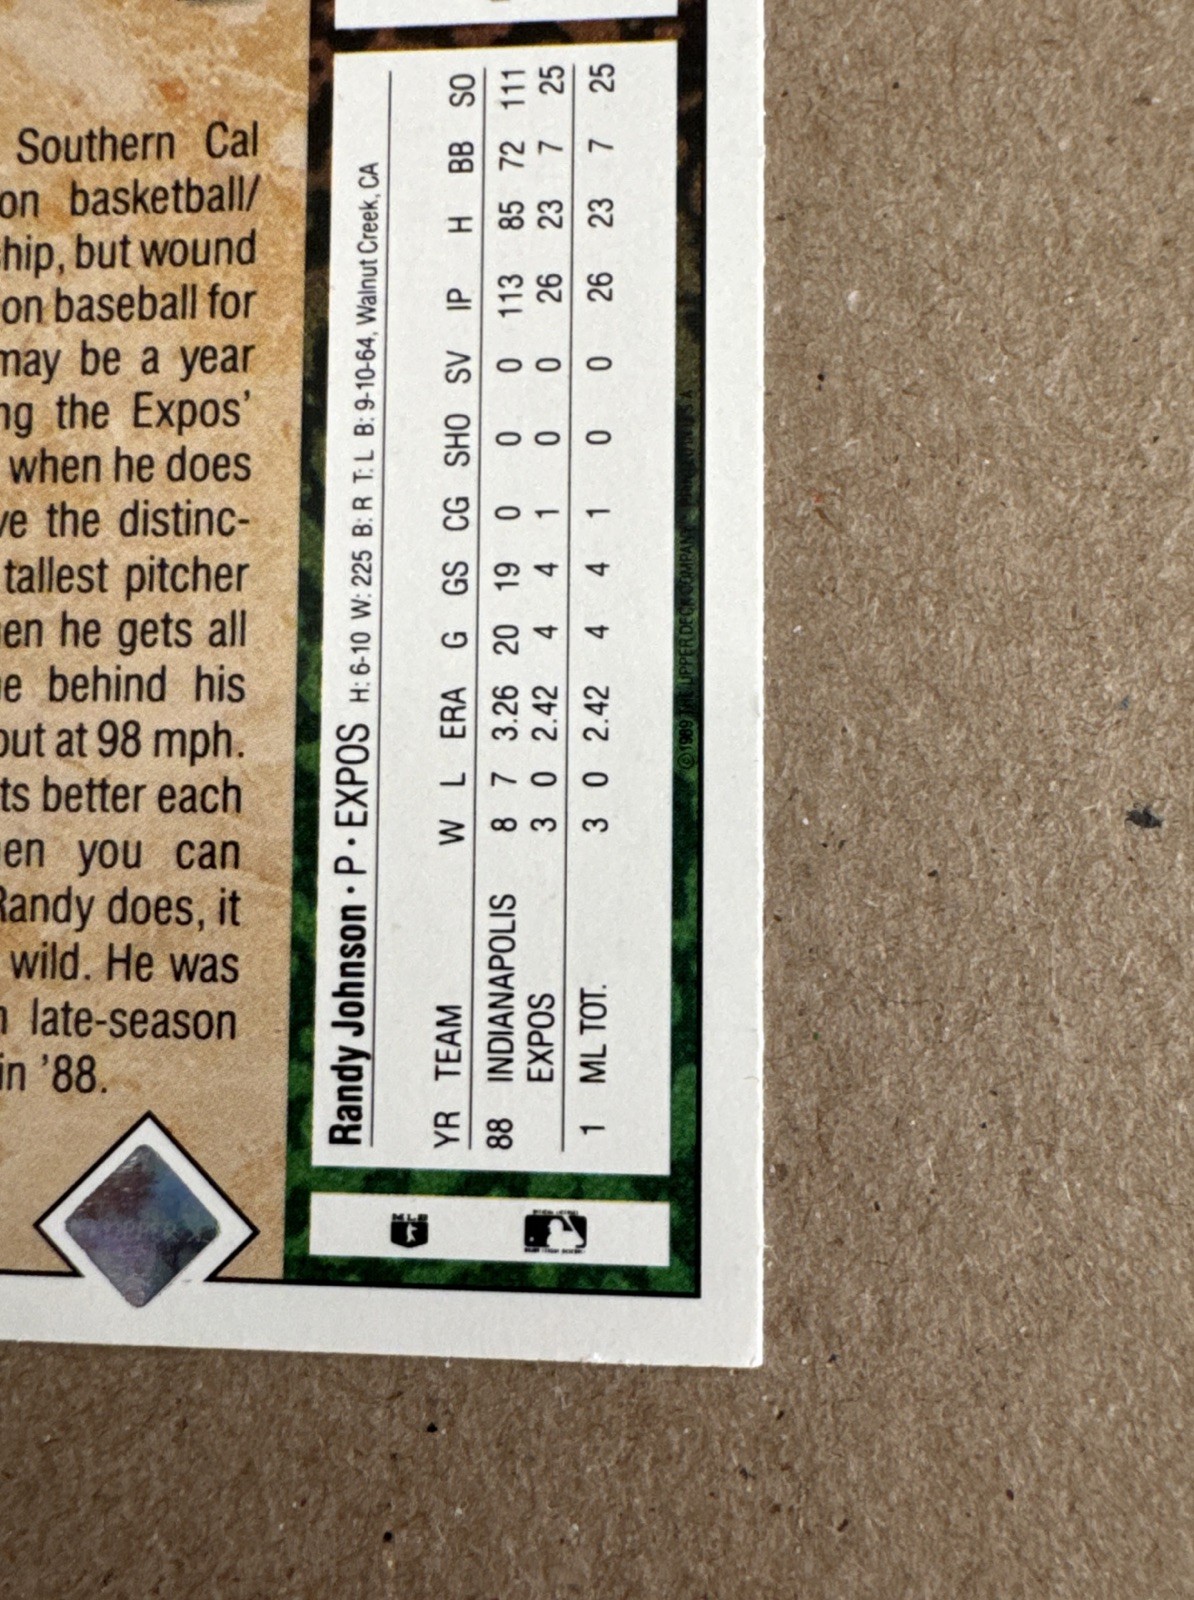 Southern Cal
on basketball/
hip, but wound
on baseball for
may be a year
ng the Expos'
when he does
ve the distinc-
tallest pitcher
en he gets all
e behind his
out at 98 mph.
ts better each
en you can
Randy does, it
wild. He was
late-season
in '88.
Randy Johnson • P • EXPOS H: 6-10 W: 225 B: R T: L B: 9-10-64, Walnut Creek, CA
YR TEAM W L ERA G GS CG SHO SV IP H BB SO
88 INDIANAPOLIS 8 7 3.26 20 19 0 0 0 113 85 72 111
EXPOS 3 0 2.42 4 4 1 0 0 26 23 7 25
1 ML TOT. 3 0 2.42 4 4 1 0 0 26 23 7 25
©1989 THE UPPER DECK COMPANY
MLB